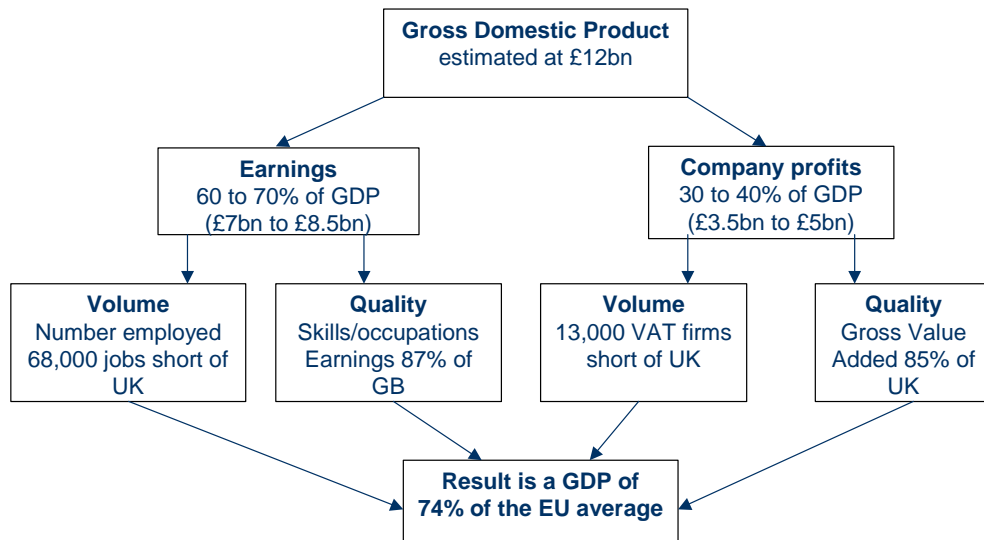 Gross Domestic Product
estimated at £12bn
Earnings
60 to 70% of GDP
(£7bn to £8.5bn)
Company profits
30 to 40% of GDP
(£3.5bn to £5bn)
Volume
Number employed
68,000 jobs short of
UK
Quality
Skills/occupations
Earnings 87% of
GB
Volume
13,000 VAT firms
short of UK
Quality
Gross Value
Added 85% of
UK
Result is a GDP of
74% of the EU average